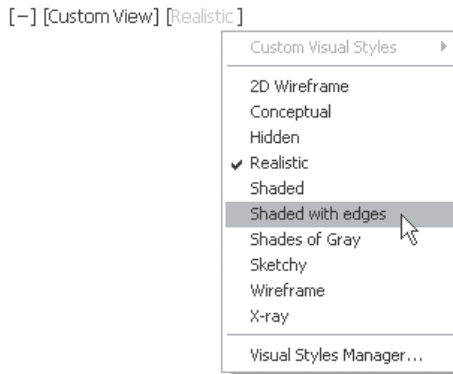 [−] [Custom View] [Realistic]
Custom Visual Styles
2D Wireframe
Conceptual
Hidden
Realistic
Shaded
Shaded with edges
Shades of Gray
Sketchy
Wireframe
X-ray
Visual Styles Manager...